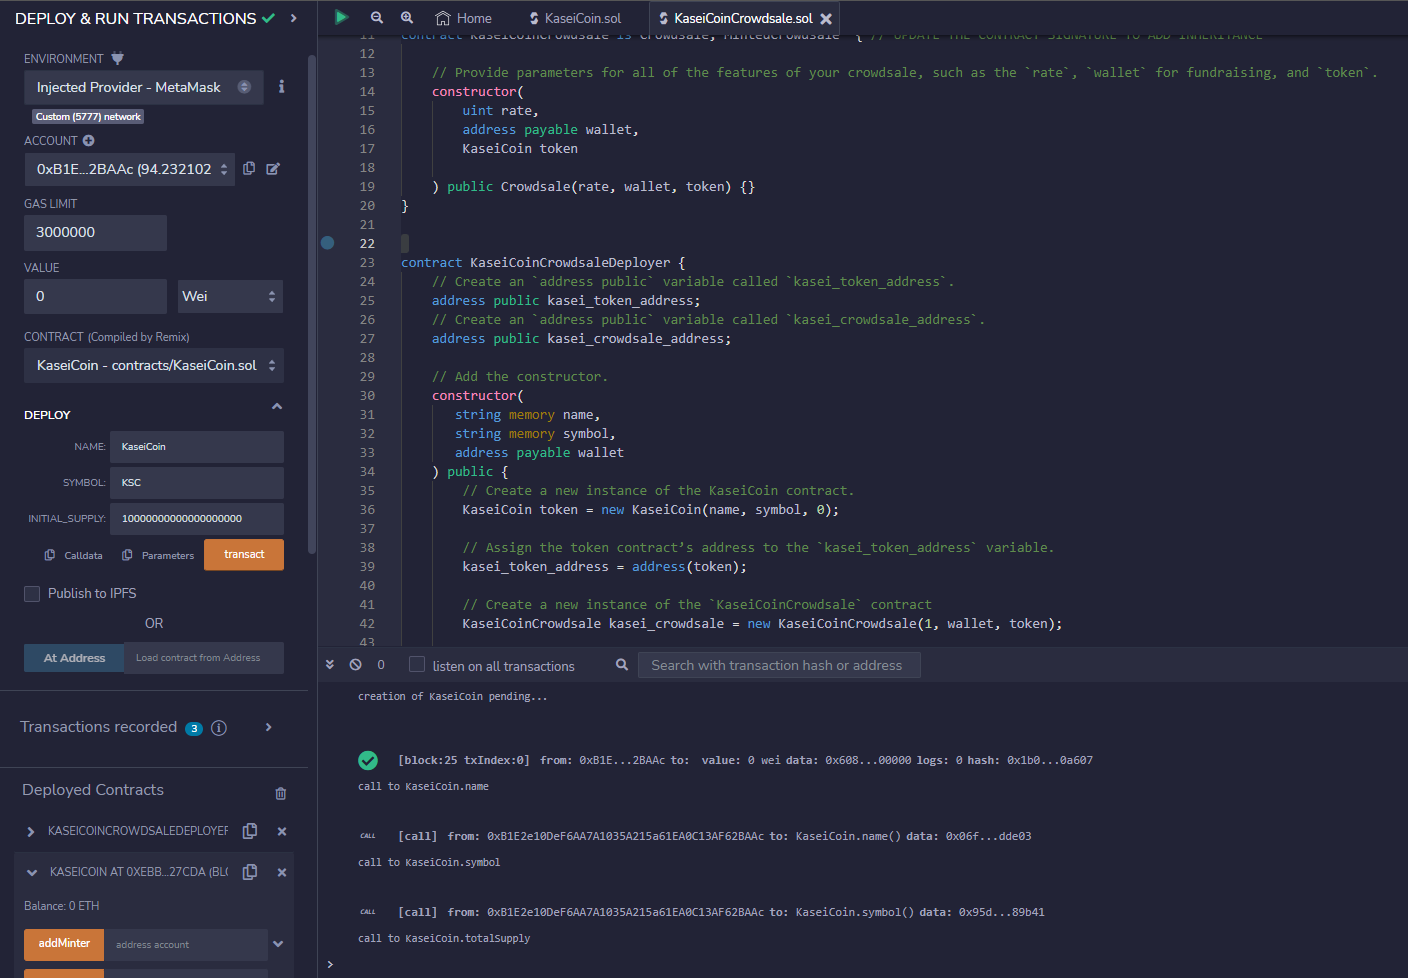 DEPLOY & RUN TRANSACTIONS
ENVIRONMENT
Injected Provider - MetaMask
Custom (5777) network
ACCOUNT
0xB1E...2BAAc (94.232102
GAS LIMIT
3000000
VALUE
0
Wei
CONTRACT (Compiled by Remix)
KaseiCoin - contracts/KaseiCoin.sol
DEPLOY
NAME: KaseiCoin
SYMBOL: KSC
INITIAL_SUPPLY: 10000000000000000000
Calldata Parameters transact
Publish to IPFS
OR
At Address Load contract from Address
Transactions recorded 3 i
Deployed Contracts
KASEICOINCROWDSALEDEPLOYER
KASEICOIN AT 0XEBB...27CDA (BLO
Balance: 0 ETH
addMinter address account
Home KaseiCoin.sol KaseiCoinCrowdsale.sol
11 contract KaseiCoinCrowdsale is Crowdsale, MintedCrowdsale { // UPDATE THE CONTRACT SIGNATURE TO ADD INHERITANCE
12
13 // Provide parameters for all of the features of your crowdsale, such as the `rate`, `wallet` for fundraising, and `token`.
14 constructor(
15 uint rate,
16 address payable wallet,
17 KaseiCoin token
18
19 ) public Crowdsale(rate, wallet, token) {}
20 }
21
22
23 contract KaseiCoinCrowdsaleDeployer {
24 // Create an `address public` variable called `kasei_token_address`.
25 address public kasei_token_address;
26 // Create an `address public` variable called `kasei_crowdsale_address`.
27 address public kasei_crowdsale_address;
28
29 // Add the constructor.
30 constructor(
31 string memory name,
32 string memory symbol,
33 address payable wallet
34 ) public {
35 // Create a new instance of the KaseiCoin contract.
36 KaseiCoin token = new KaseiCoin(name, symbol, 0);
37
38 // Assign the token contract’s address to the `kasei_token_address` variable.
39 kasei_token_address = address(token);
40
41 // Create a new instance of the `KaseiCoinCrowdsale` contract
42 KaseiCoinCrowdsale kasei_crowdsale = new KaseiCoinCrowdsale(1, wallet, token);
43
0 listen on all transactions Search with transaction hash or address
creation of KaseiCoin pending...
[block:25 txIndex:0] from: 0xB1E...2BAAc to: value: 0 wei data: 0x608...00000 logs: 0 hash: 0x1b0...0a607
call to KaseiCoin.name
CALL [call] from: 0xB1E2e10DeF6AA7A1035A215a61EA0C13AF62BAAc to: KaseiCoin.name() data: 0x06f...dde03
call to KaseiCoin.symbol
CALL [call] from: 0xB1E2e10DeF6AA7A1035A215a61EA0C13AF62BAAc to: KaseiCoin.symbol() data: 0x95d...89b41
call to KaseiCoin.totalSupply
>